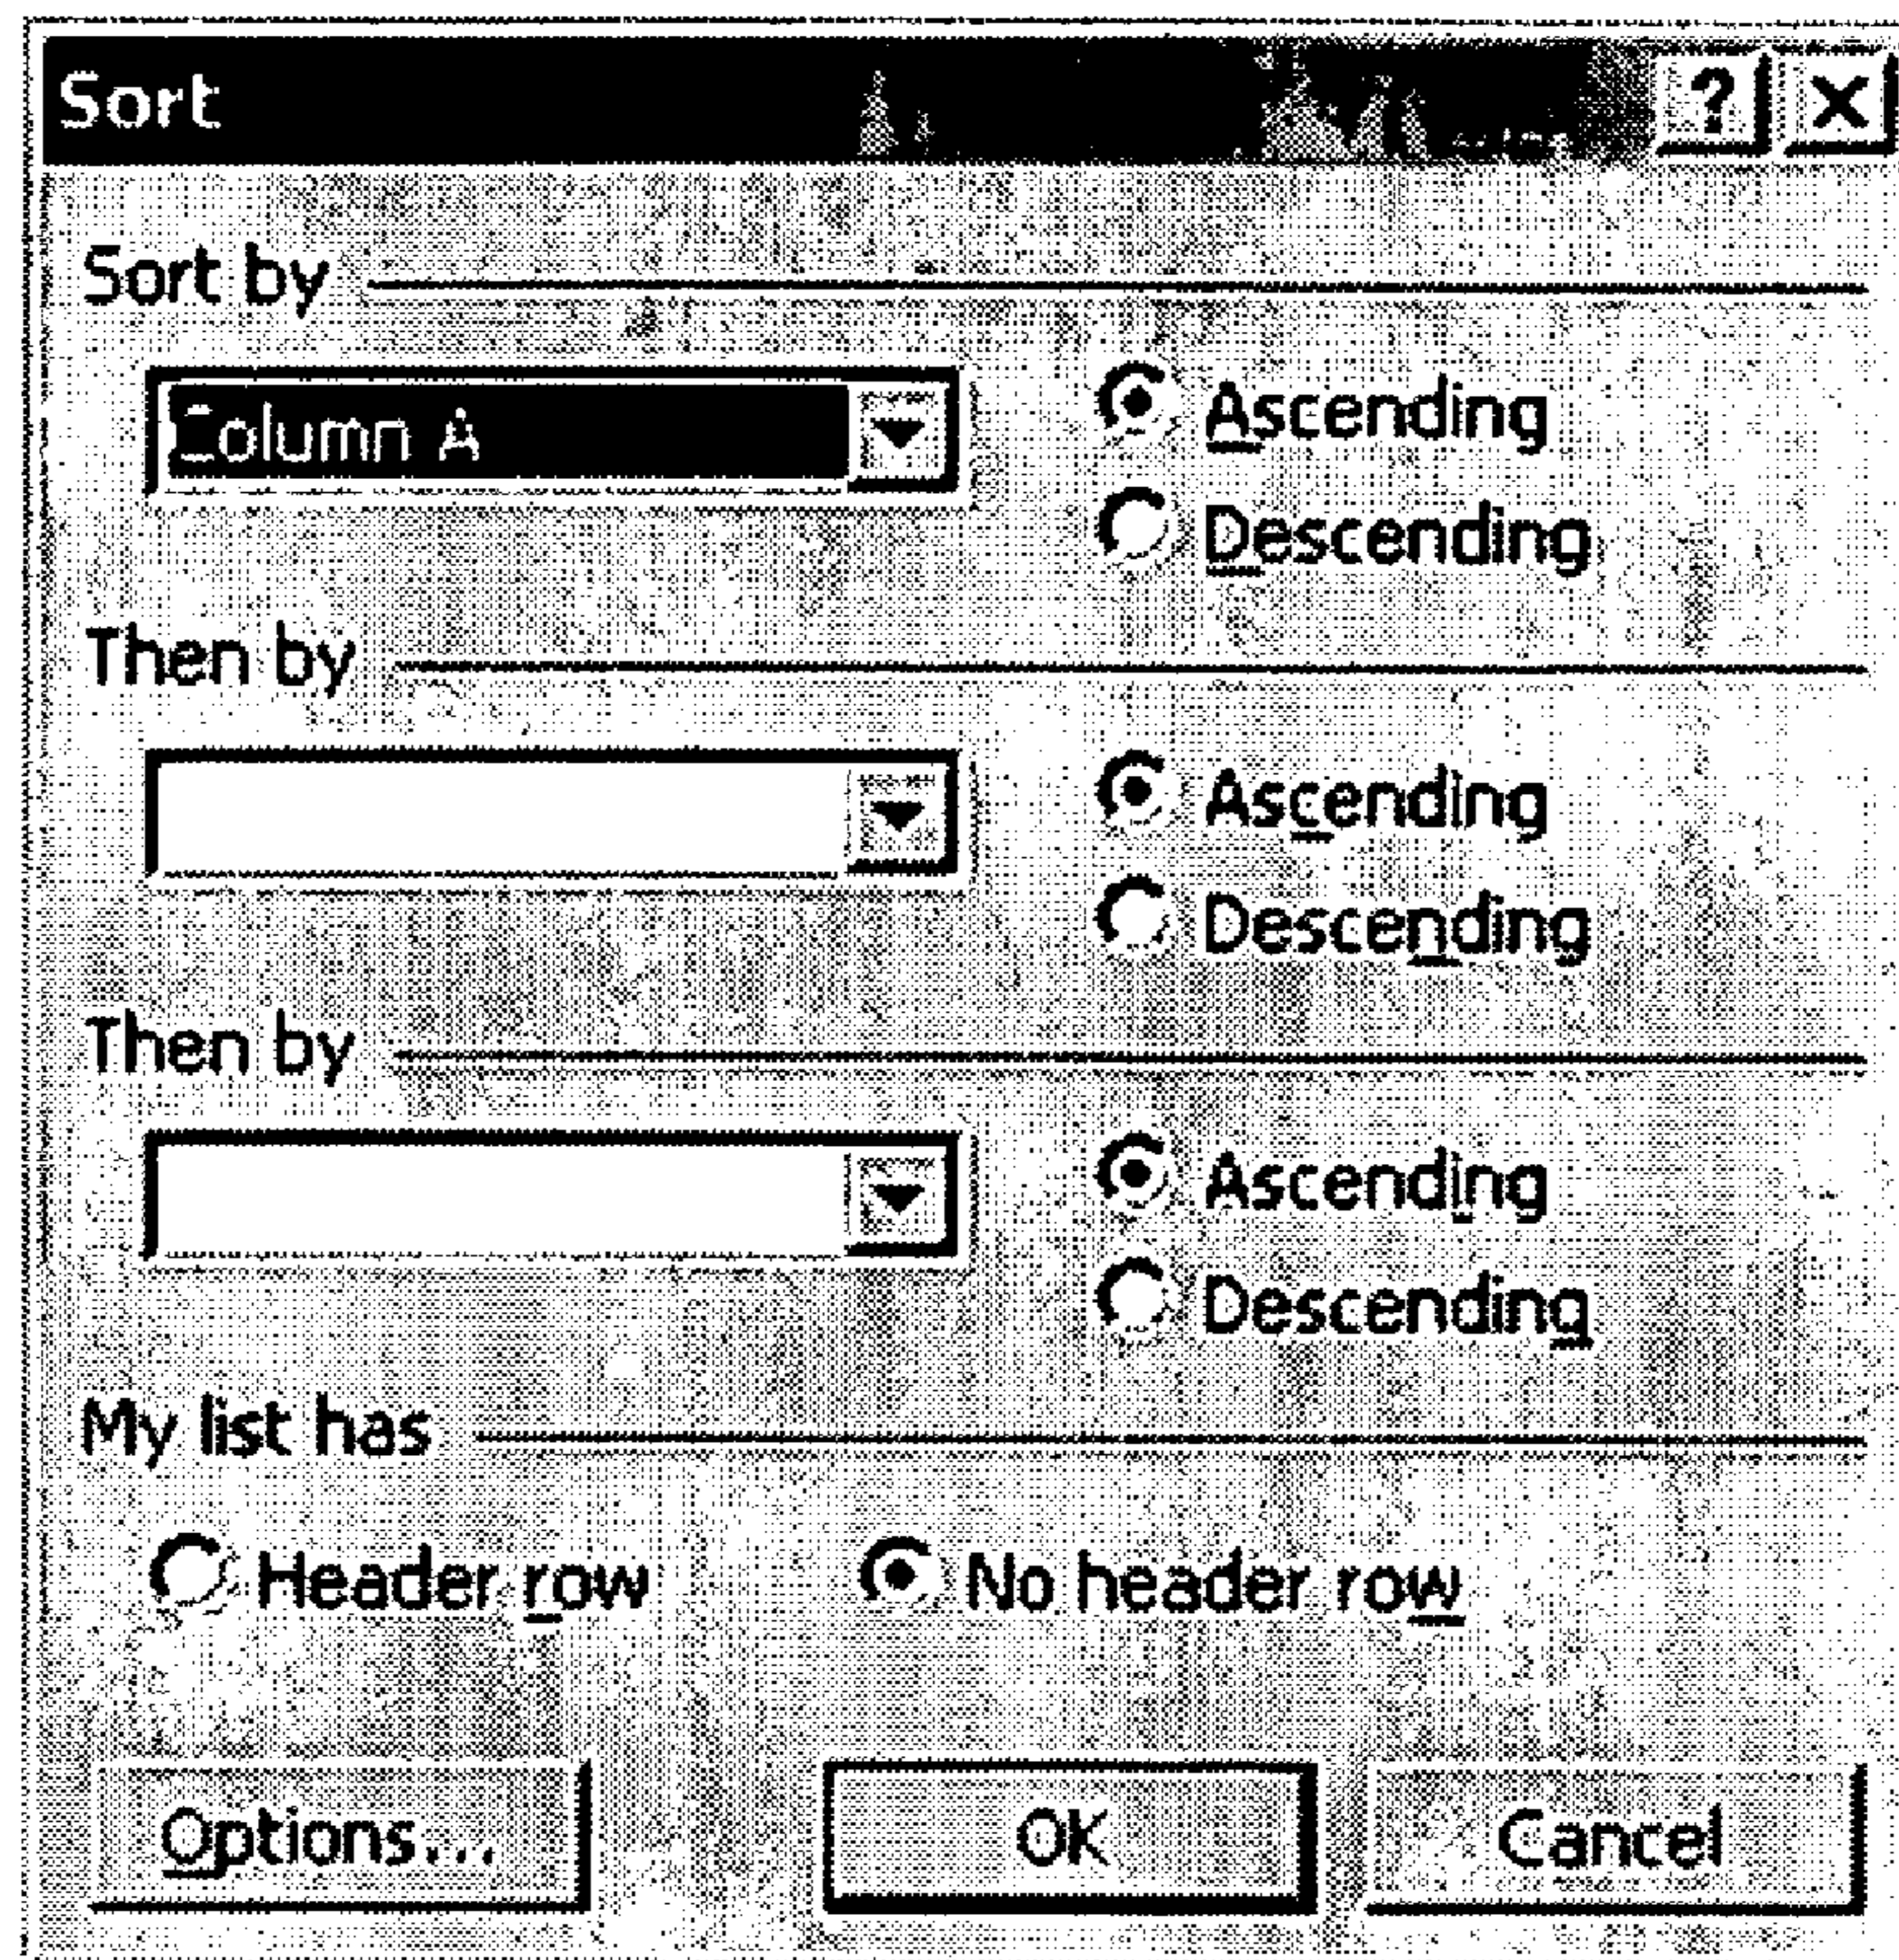 Sort ? X
Sort by
Column A Ascending
Descending
Then by
Ascending
Descending
Then by
Ascending
Descending
My list has
Header row No header row
Options... OK Cancel